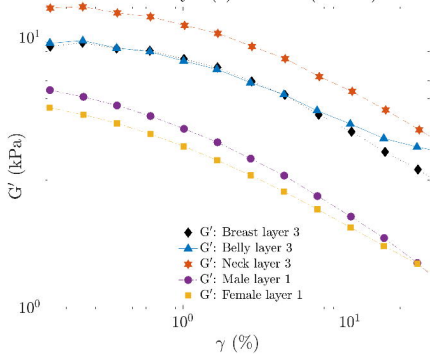 10¹
G′ (kPa)
G′: Breast layer 3
G′: Belly layer 3
G′: Neck layer 3
G′: Male layer 1
G′: Female layer 1
10⁰
10⁰
10¹
γ (%)